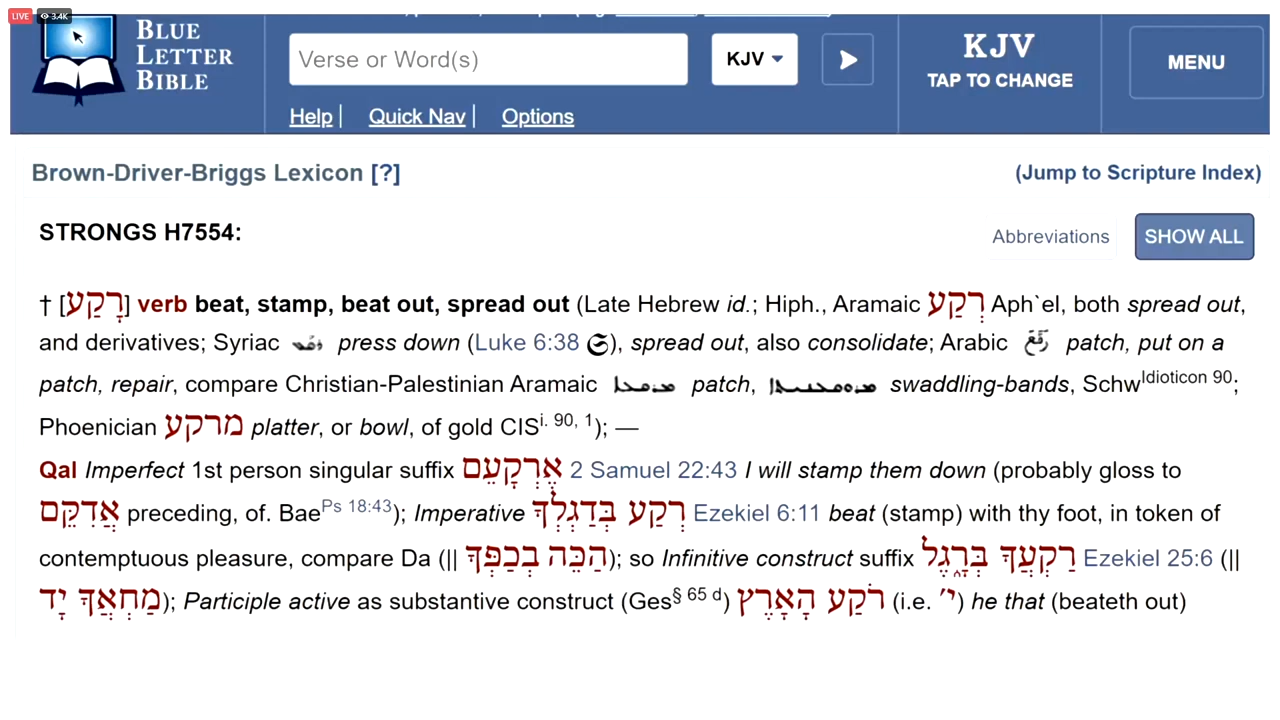 LIVE 3.4K
BLUE
LETTER
BIBLE
Verse or Word(s)
KJV
KJV
TAP TO CHANGE
MENU
Help | Quick Nav | Options
Brown-Driver-Briggs Lexicon [?]
(Jump to Scripture Index)
STRONGS H7554:
Abbreviations
SHOW ALL
† [רָקַע] verb beat, stamp, beat out, spread out (Late Hebrew id.; Hiph., Aramaic רְקַע Aph`el, both spread out,
and derivatives; Syriac press down (Luke 6:38 𝔖), spread out, also consolidate; Arabic patch, put on a
patch, repair, compare Christian-Palestinian Aramaic patch, swaddling-bands, Schw Idioticon 90;
Phoenician מרקע platter, or bowl, of gold CIS i. 90, 1); —
Qal Imperfect 1st person singular suffix אֶרְקָעֵם 2 Samuel 22:43 I will stamp them down (probably gloss to
אֲדִקֵּם preceding, of. Bae Ps 18:43); Imperative רְקַע בְּדַגְלְךָ Ezekiel 6:11 beat (stamp) with thy foot, in token of
contemptuous pleasure, compare Da (|| הַכֵּה בְכַפְּךָ); so Infinitive construct suffix רַקְעֲךָ בְּרֶגֶל Ezekiel 25:6 (||
מַחְאֲךָ יָד); Participle active as substantive construct (Ges § 65 d) רֹקַע הָאָרֶץ (i.e. י׳) he that (beateth out)